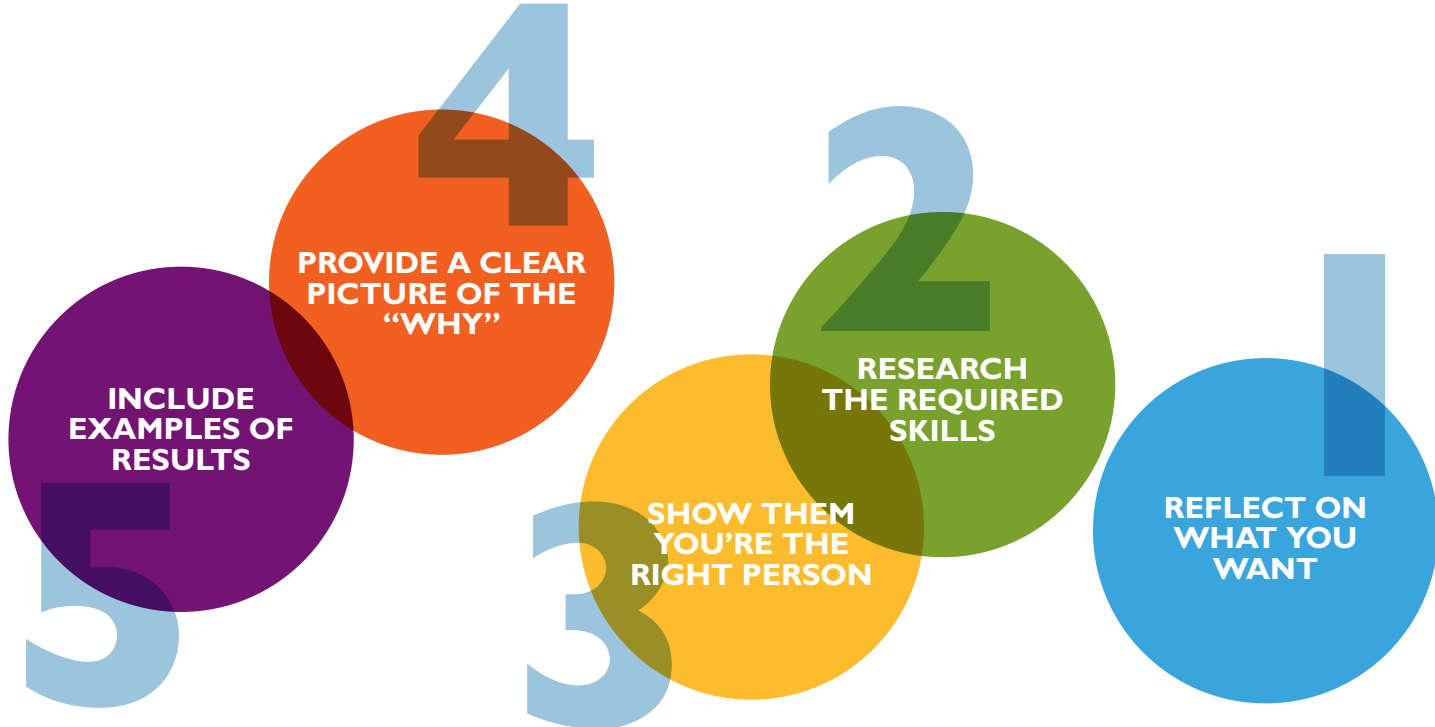 1
REFLECT ON
WHAT YOU
WANT
2
RESEARCH
THE REQUIRED
SKILLS
3
SHOW THEM
YOU'RE THE
RIGHT PERSON
4
PROVIDE A CLEAR
PICTURE OF THE
“WHY”
5
INCLUDE
EXAMPLES OF
RESULTS